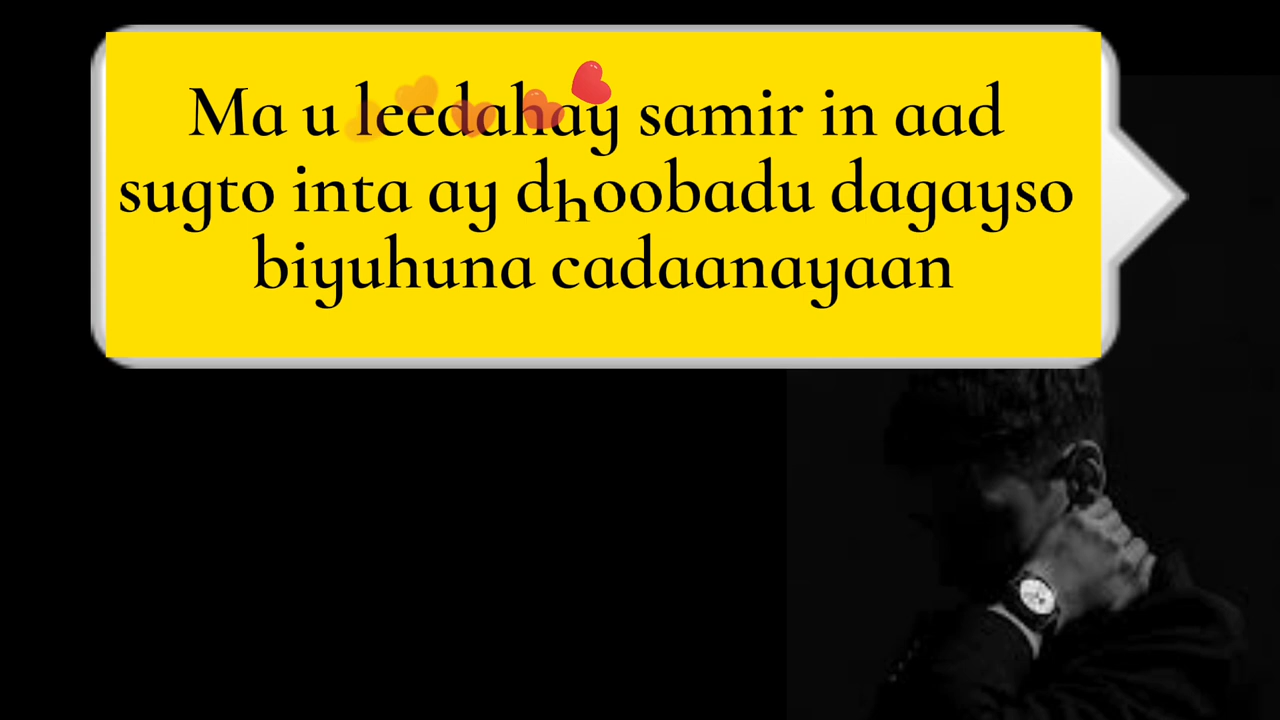 Ma u leedahay samir in aad
sugto inta ay dhoobadu dagayso
biyuhuna cadaanayaan